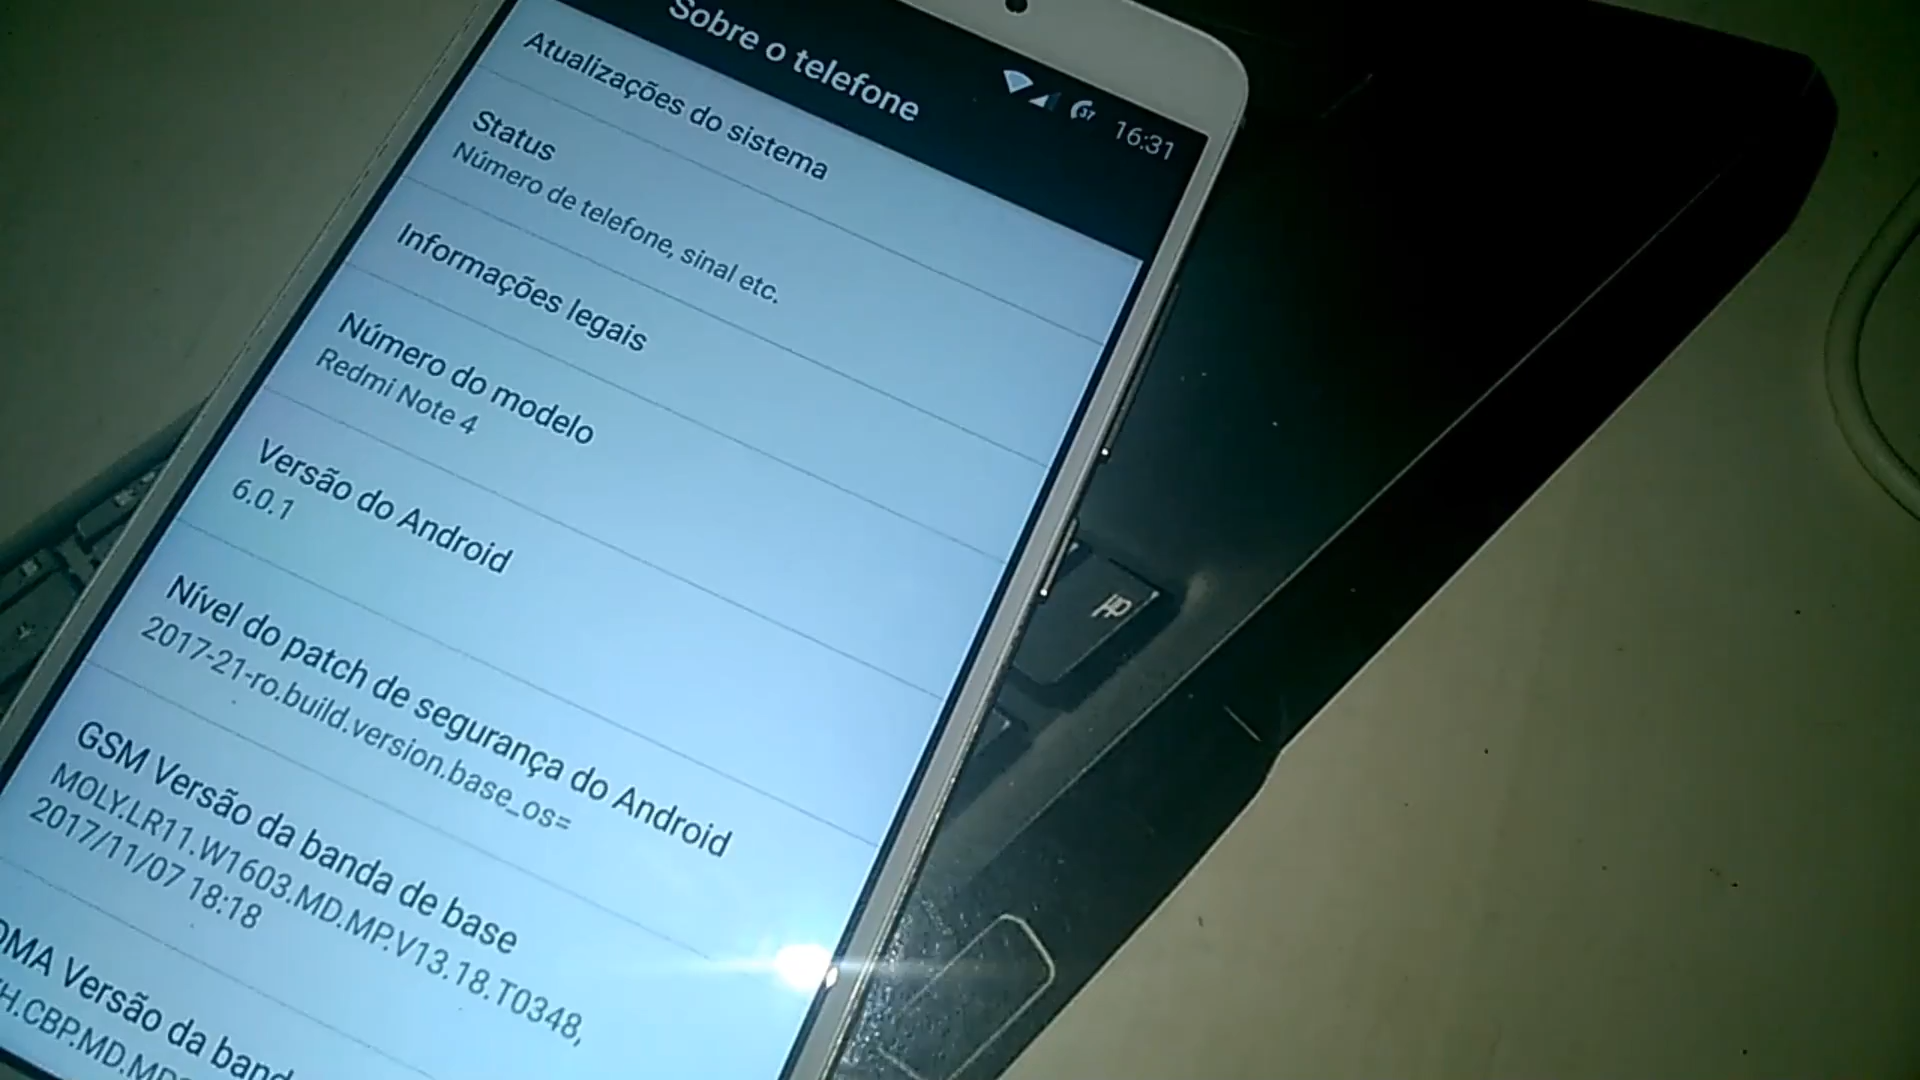 Sobre o telefone
37
16:31
Atualizações do sistema
Status
Número de telefone, sinal etc.
Informações legais
Número do modelo
Redmi Note 4
Versão do Android
6.0.1
Nível do patch de segurança do Android
2017-21-ro.build.version.base_os=
GSM Versão da banda de base
MOLY.LR11.W1603.MD.MP.V13.18.T0348,
2017/11/07 18:18
DMA Versão da band
H.CBP.MD.MP
HP